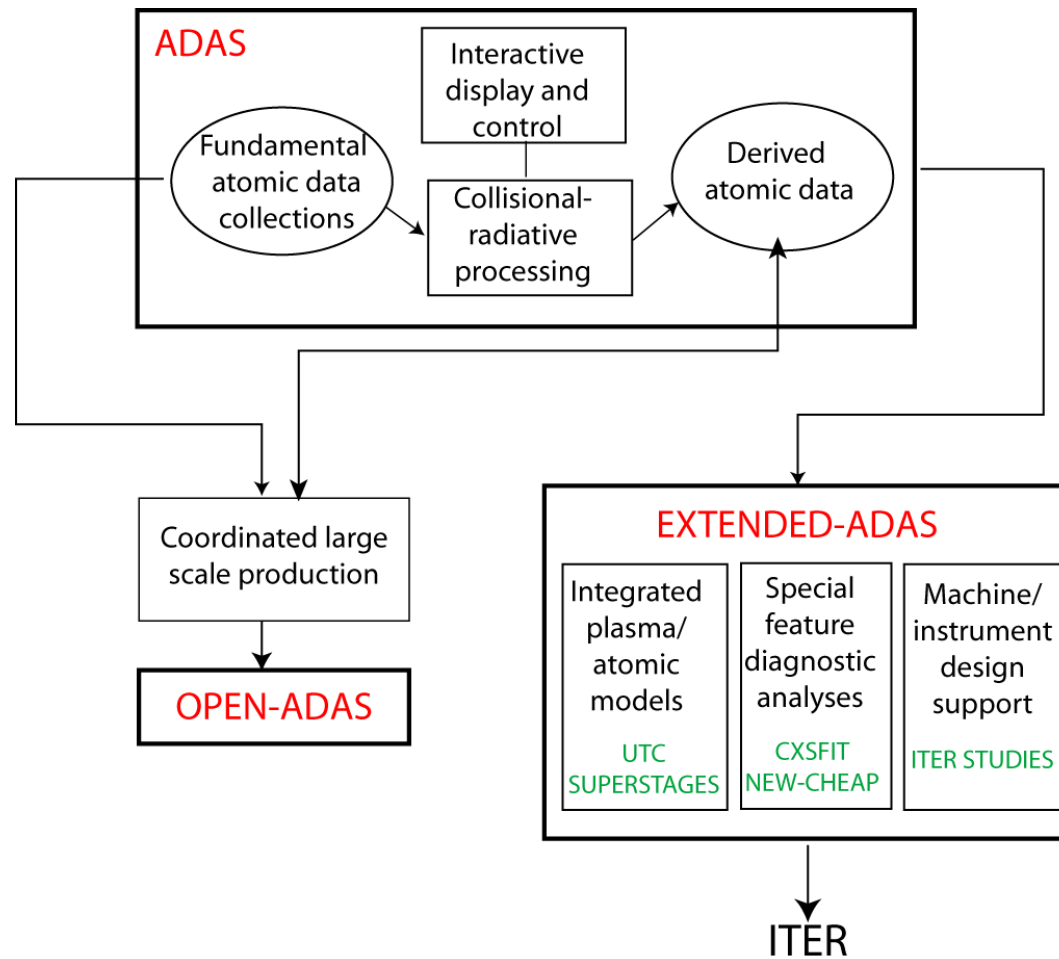 ADAS
Interactive
display and
control
Fundamental
atomic data
collections
Collisional-
radiative
processing
Derived
atomic data
Coordinated large
scale production
OPEN-ADAS
EXTENDED-ADAS
Integrated
plasma/
atomic
models
UTC
SUPERSTAGES
Special
feature
diagnostic
analyses
CXSFIT
NEW-CHEAP
Machine/
instrument
design
support
ITER STUDIES
ITER